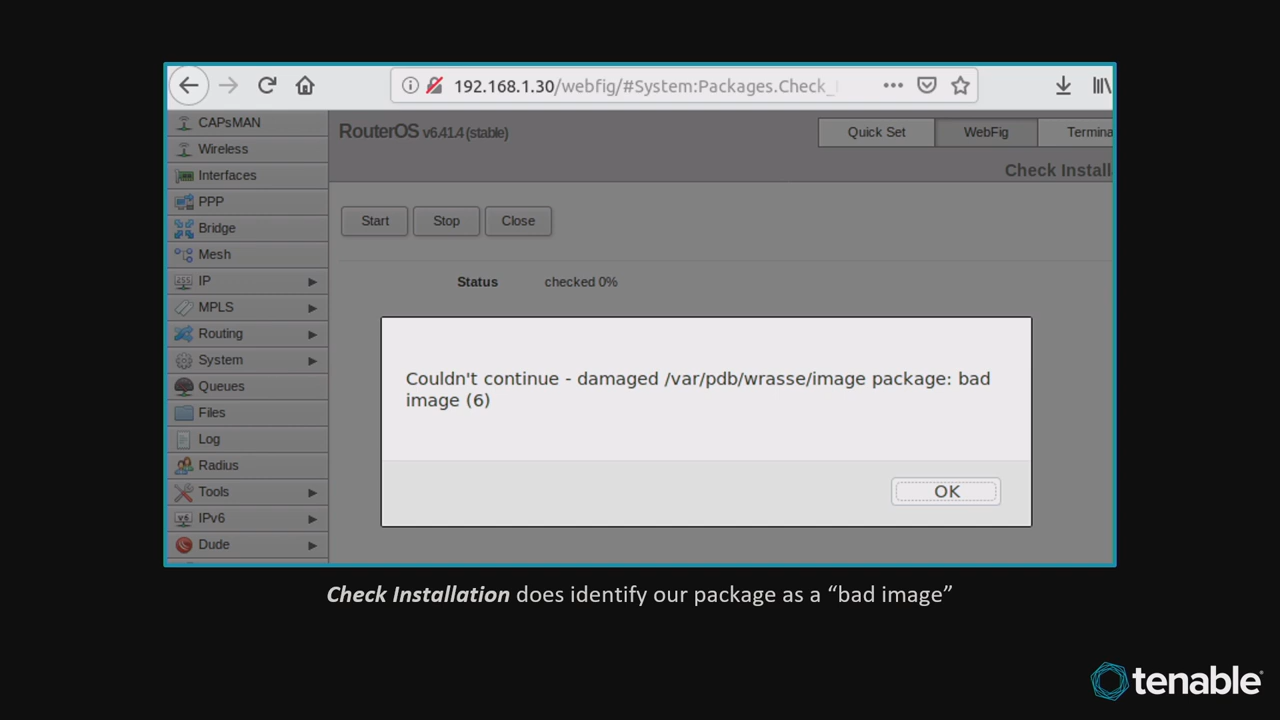 192.168.1.30/webfig/#System:Packages.Check_
CAPsMAN
Wireless
Interfaces
PPP
Bridge
Mesh
IP
MPLS
Routing
System
Queues
Files
Log
Radius
Tools
IPv6
Dude
RouterOS v6.41.4 (stable)
Quick Set
WebFig
Termina
Check Install
Start
Stop
Close
Status checked 0%
Couldn't continue - damaged /var/pdb/wrasse/image package: bad
image (6)
OK
Check Installation does identify our package as a “bad image”
tenable